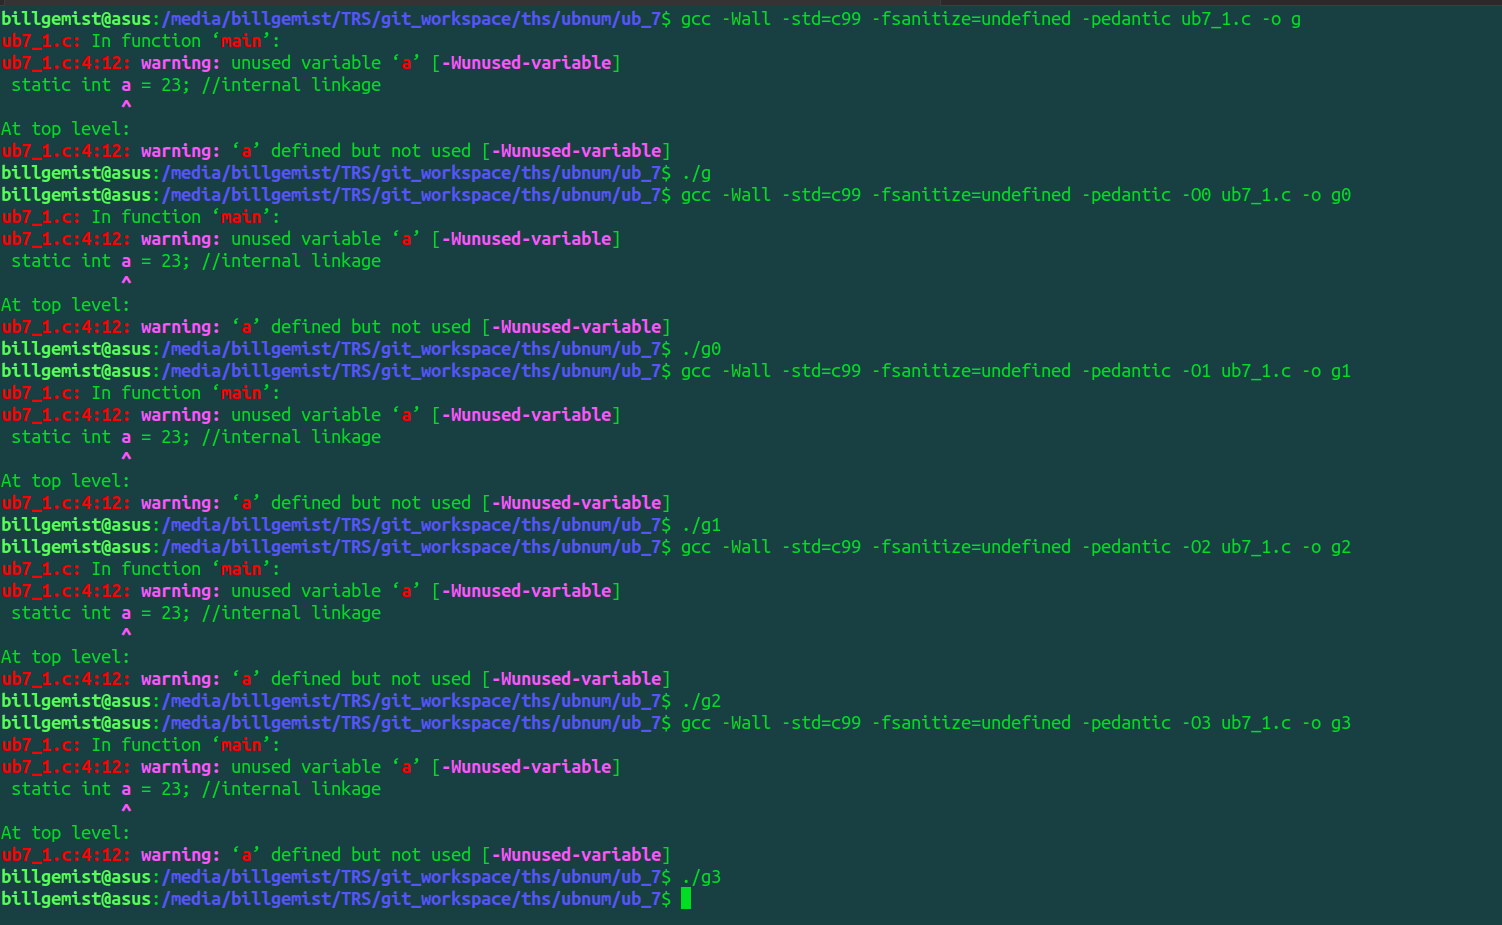 billgemist@asus:/media/billgemist/TRS/git_workspace/ths/ubnum/ub_7$ gcc -Wall -std=c99 -fsanitize=undefined -pedantic ub7_1.c -o g
ub7_1.c: In function ‘main’:
ub7_1.c:4:12: warning: unused variable ‘a’ [-Wunused-variable]
 static int a = 23; //internal linkage
            ^
At top level:
ub7_1.c:4:12: warning: ‘a’ defined but not used [-Wunused-variable]
billgemist@asus:/media/billgemist/TRS/git_workspace/ths/ubnum/ub_7$ ./g
billgemist@asus:/media/billgemist/TRS/git_workspace/ths/ubnum/ub_7$ gcc -Wall -std=c99 -fsanitize=undefined -pedantic -O0 ub7_1.c -o g0
ub7_1.c: In function ‘main’:
ub7_1.c:4:12: warning: unused variable ‘a’ [-Wunused-variable]
 static int a = 23; //internal linkage
            ^
At top level:
ub7_1.c:4:12: warning: ‘a’ defined but not used [-Wunused-variable]
billgemist@asus:/media/billgemist/TRS/git_workspace/ths/ubnum/ub_7$ ./g0
billgemist@asus:/media/billgemist/TRS/git_workspace/ths/ubnum/ub_7$ gcc -Wall -std=c99 -fsanitize=undefined -pedantic -O1 ub7_1.c -o g1
ub7_1.c: In function ‘main’:
ub7_1.c:4:12: warning: unused variable ‘a’ [-Wunused-variable]
 static int a = 23; //internal linkage
            ^
At top level:
ub7_1.c:4:12: warning: ‘a’ defined but not used [-Wunused-variable]
billgemist@asus:/media/billgemist/TRS/git_workspace/ths/ubnum/ub_7$ ./g1
billgemist@asus:/media/billgemist/TRS/git_workspace/ths/ubnum/ub_7$ gcc -Wall -std=c99 -fsanitize=undefined -pedantic -O2 ub7_1.c -o g2
ub7_1.c: In function ‘main’:
ub7_1.c:4:12: warning: unused variable ‘a’ [-Wunused-variable]
 static int a = 23; //internal linkage
            ^
At top level:
ub7_1.c:4:12: warning: ‘a’ defined but not used [-Wunused-variable]
billgemist@asus:/media/billgemist/TRS/git_workspace/ths/ubnum/ub_7$ ./g2
billgemist@asus:/media/billgemist/TRS/git_workspace/ths/ubnum/ub_7$ gcc -Wall -std=c99 -fsanitize=undefined -pedantic -O3 ub7_1.c -o g3
ub7_1.c: In function ‘main’:
ub7_1.c:4:12: warning: unused variable ‘a’ [-Wunused-variable]
 static int a = 23; //internal linkage
            ^
At top level:
ub7_1.c:4:12: warning: ‘a’ defined but not used [-Wunused-variable]
billgemist@asus:/media/billgemist/TRS/git_workspace/ths/ubnum/ub_7$ ./g3
billgemist@asus:/media/billgemist/TRS/git_workspace/ths/ubnum/ub_7$